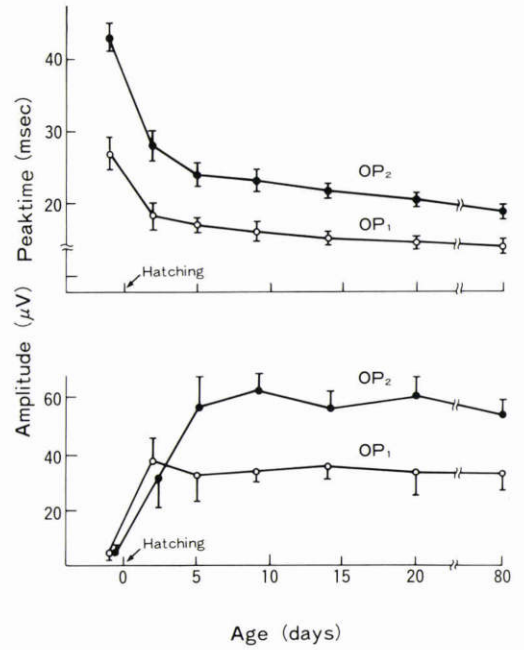 40
30
20
Peaktime (msec)
OP₂
OP₁
Hatching
Amplitude (μV)
60
40
20
OP₂
OP₁
Hatching
0 5 10 15 20 80
Age (days)